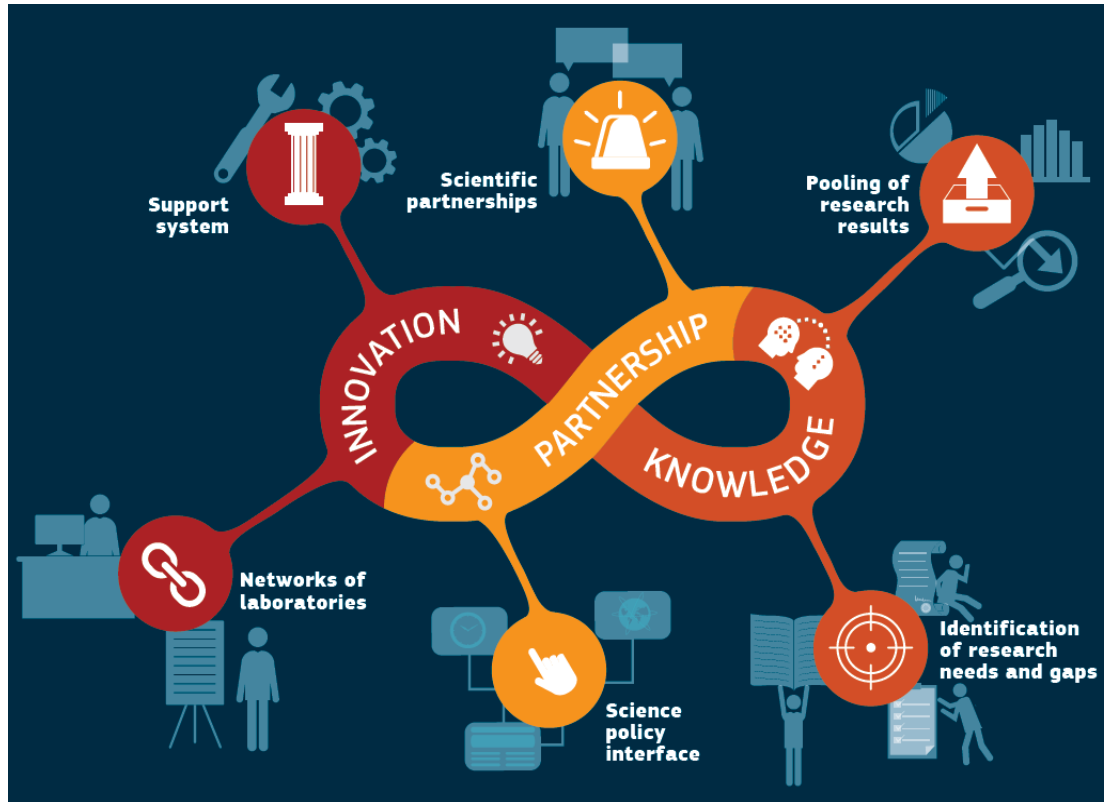 Support
system
Scientific
partnerships
Pooling of
research
results
INNOVATION
PARTNERSHIP
KNOWLEDGE
Networks of
laboratories
Science
policy
interface
Identification
of research
needs and gaps